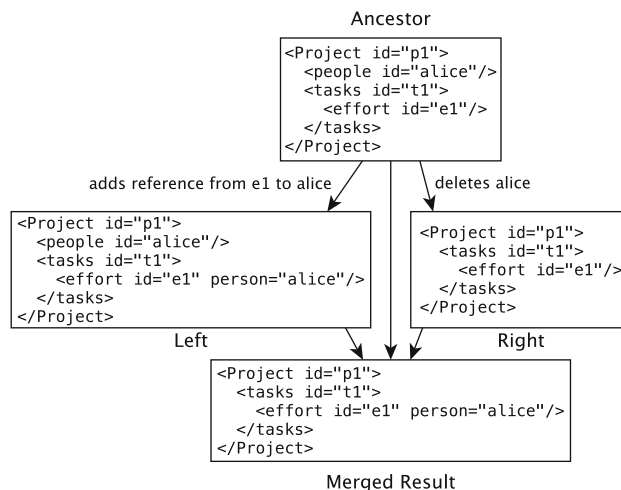 Ancestor
<Project id="p1">
  <people id="alice"/>
  <tasks id="t1">
    <effort id="e1"/>
  </tasks>
</Project>
adds reference from e1 to alice
deletes alice
<Project id="p1">
  <people id="alice"/>
  <tasks id="t1">
    <effort id="e1" person="alice"/>
  </tasks>
</Project>
Left
<Project id="p1">
  <tasks id="t1">
    <effort id="e1"/>
  </tasks>
</Project>
Right
<Project id="p1">
  <tasks id="t1">
    <effort id="e1" person="alice"/>
  </tasks>
</Project>
Merged Result